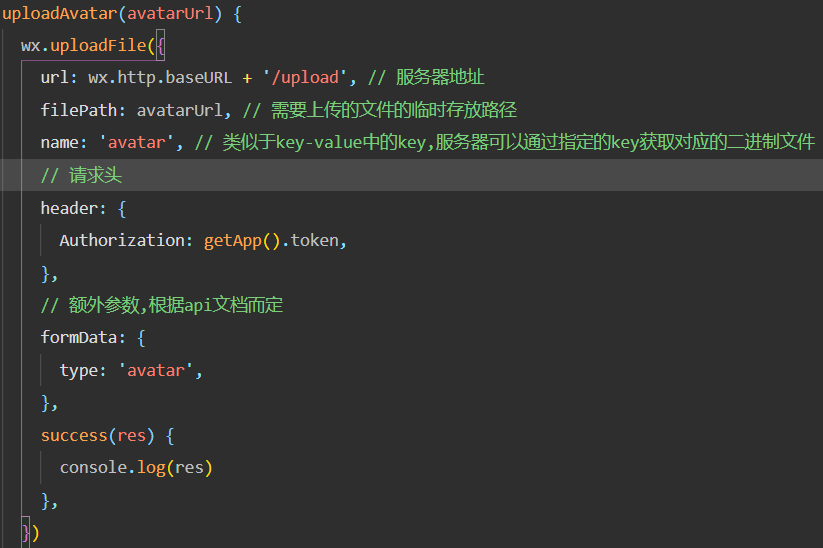 uploadAvatar(avatarUrl) {
wx.uploadFile({
url: wx.http.baseURL + '/upload', // 服务器地址
filePath: avatarUrl, // 需要上传的文件的临时存放路径
name: 'avatar', // 类似于key-value中的key,服务器可以通过指定的key获取对应的二进制文件
// 请求头
header: {
Authorization: getApp().token,
},
// 额外参数,根据api文档而定
formData: {
type: 'avatar',
},
success(res) {
console.log(res)
},
})